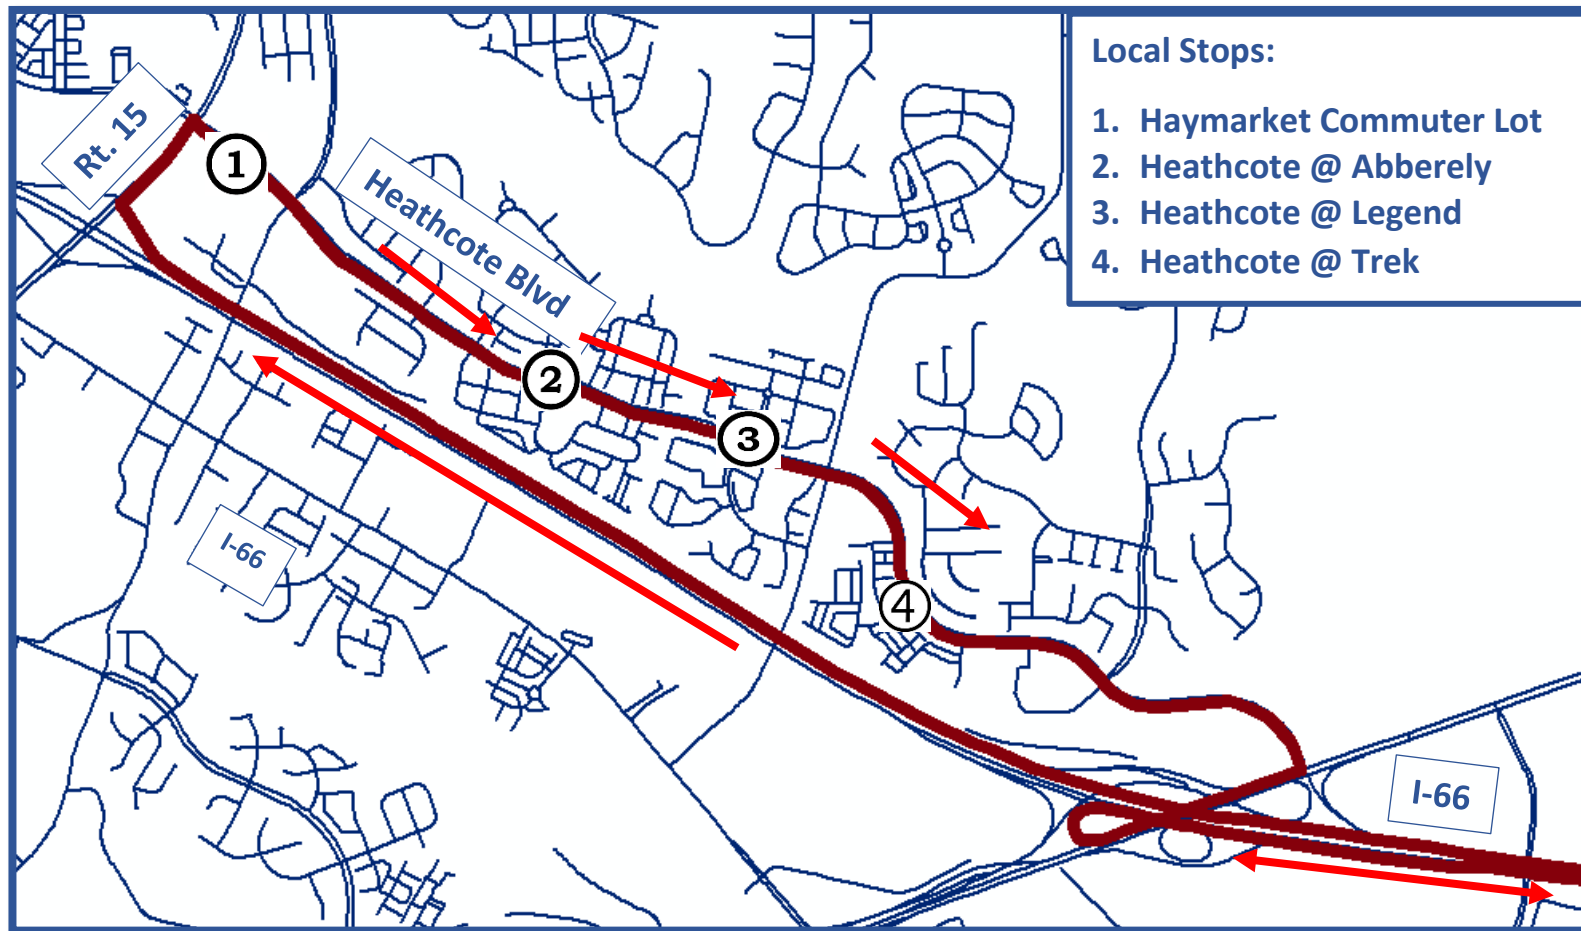 Local Stops:
1. Haymarket Commuter Lot
2. Heathcote @ Abberely
3. Heathcote @ Legend
4. Heathcote @ Trek
Rt. 15
1
Heathcote Blvd
2
3
I-66
4
I-66